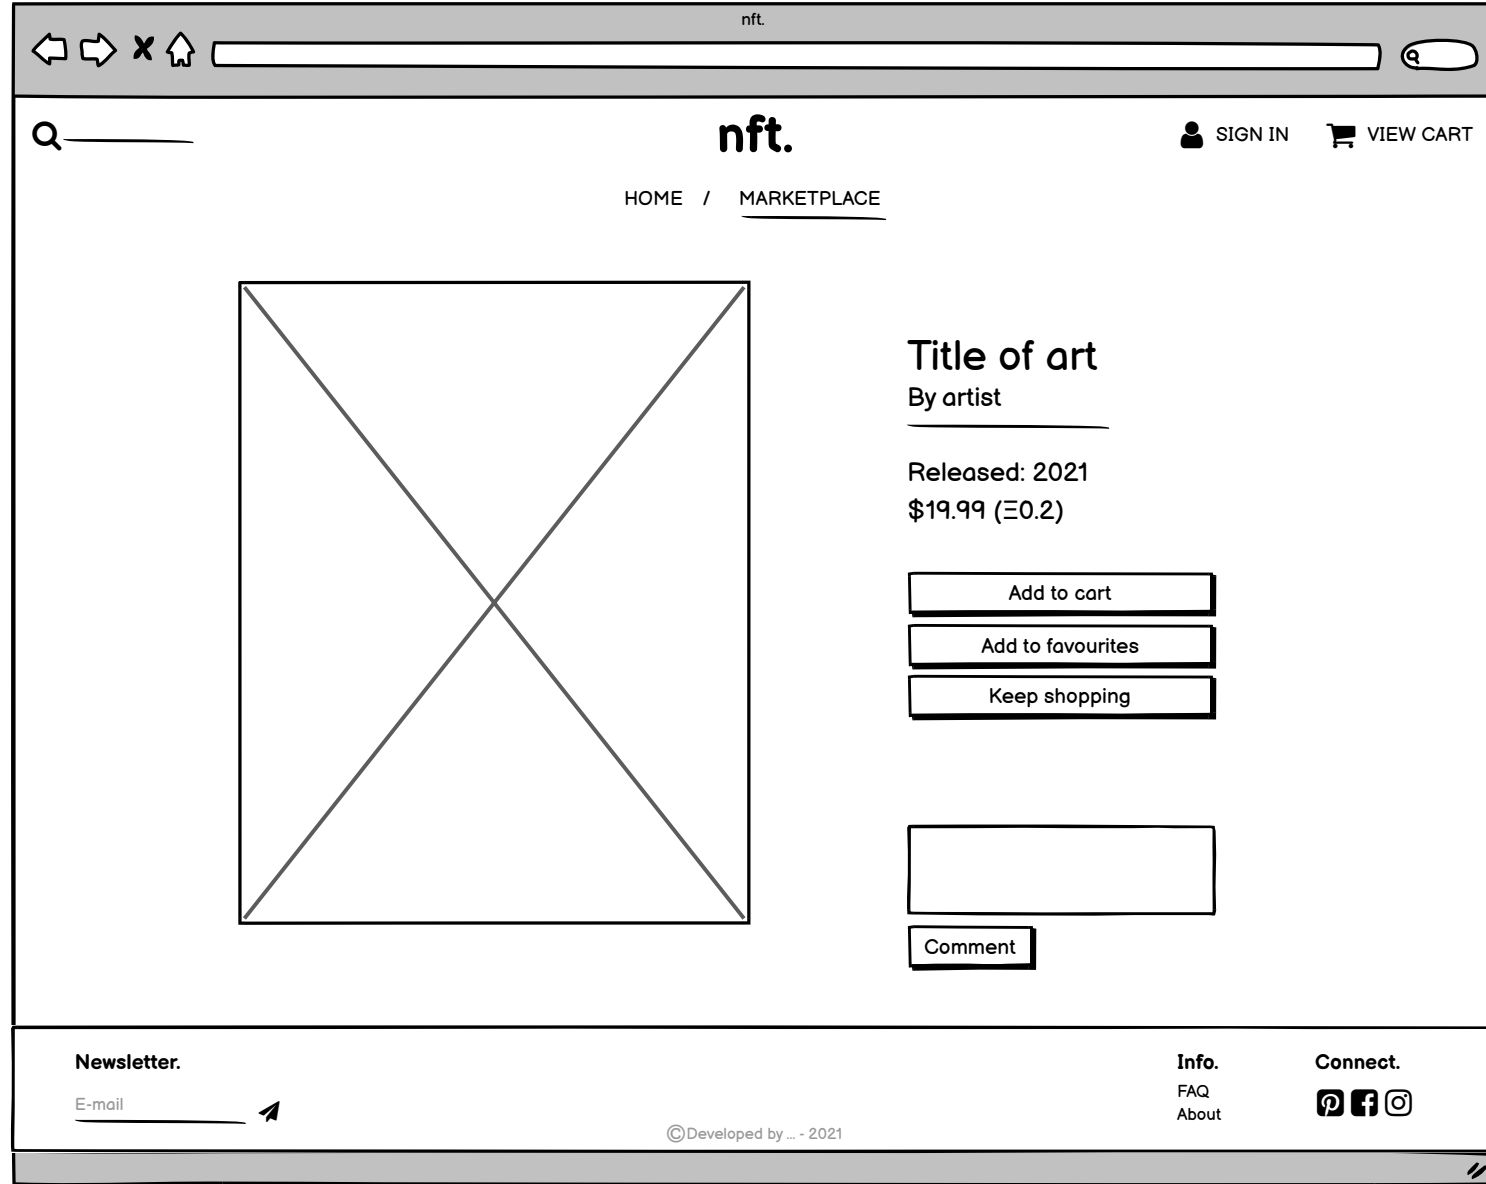 nft.
nft.
SIGN IN
VIEW CART
HOME / MARKETPLACE
Title of art
By artist
Released: 2021
$19.99 (Ξ0.2)
Add to cart
Add to favourites
Keep shopping
Comment
Newsletter.
E-mail
Info.
FAQ
About
Connect.
©Developed by ... - 2021